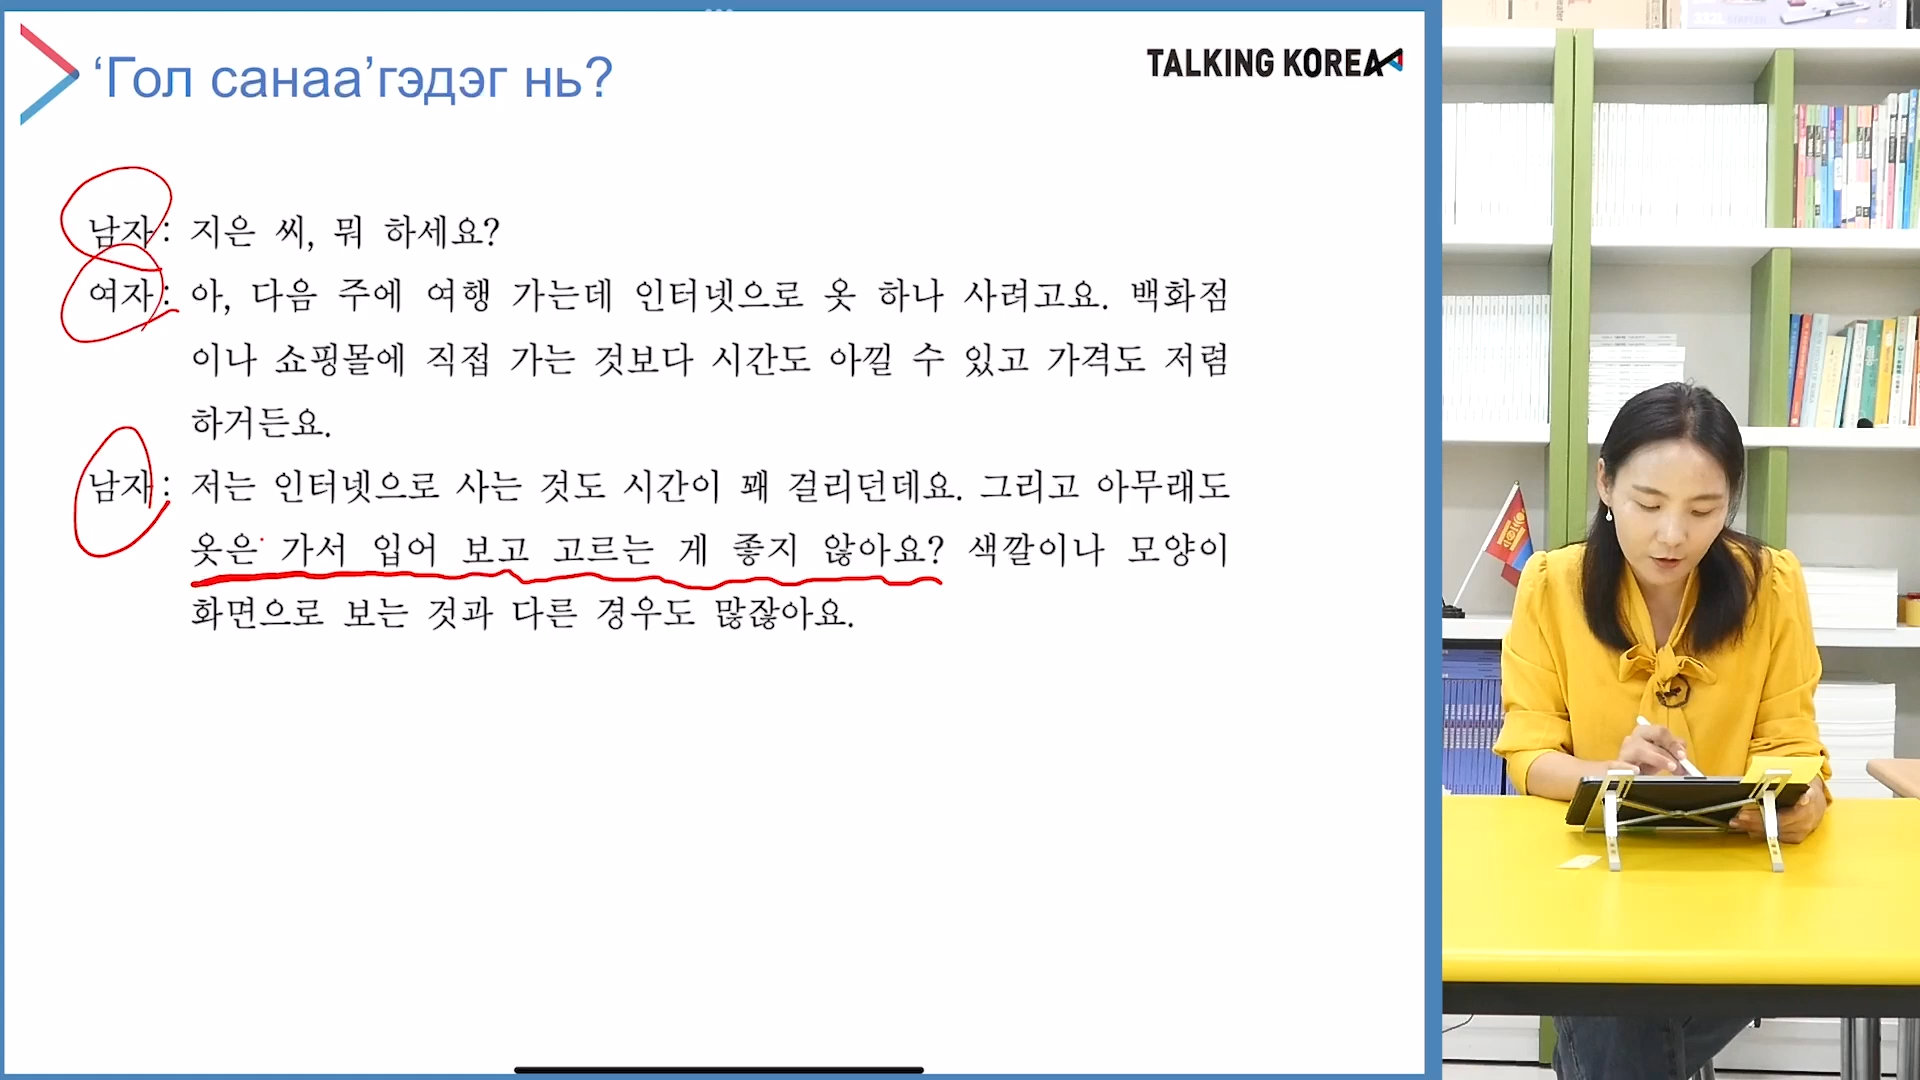 ‘Гол санаа’гэдэг нь?
TALKING KOREA
남자: 지은 씨, 뭐 하세요?
여자: 아, 다음 주에 여행 가는데 인터넷으로 옷 하나 사려고요. 백화점
이나 쇼핑몰에 직접 가는 것보다 시간도 아낄 수 있고 가격도 저렴
하거든요.
남자: 저는 인터넷으로 사는 것도 시간이 꽤 걸리던데요. 그리고 아무래도
옷은 가서 입어 보고 고르는 게 좋지 않아요? 색깔이나 모양이
화면으로 보는 것과 다른 경우도 많잖아요.